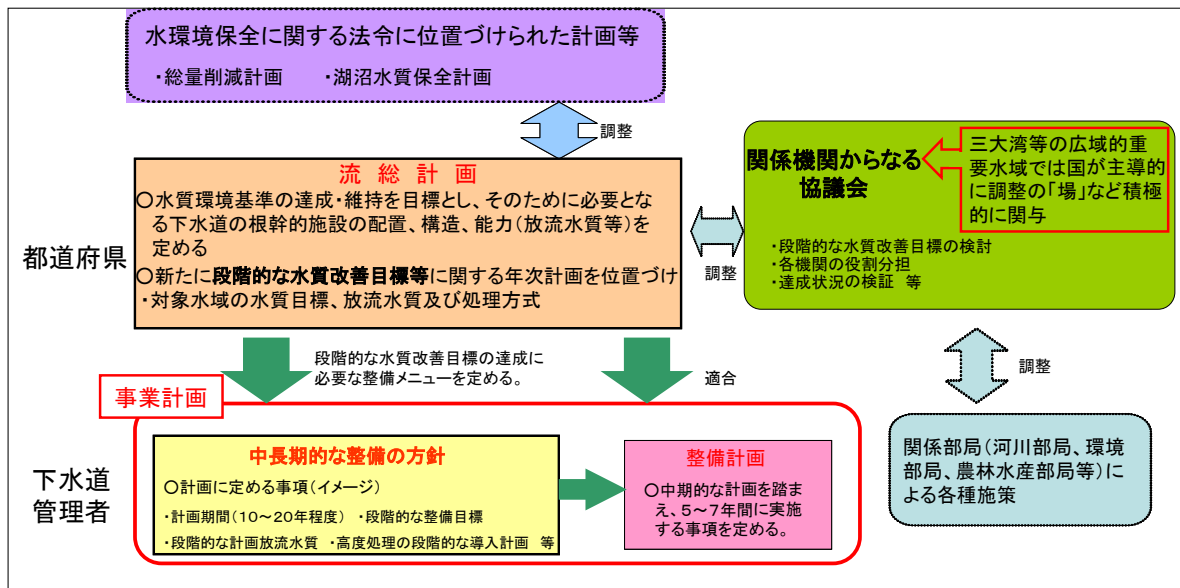 水環境保全に関する法令に位置づけられた計画等
・総量削減計画　・湖沼水質保全計画
調整
都道府県
流 総 計 画
○水質環境基準の達成・維持を目標とし、そのために必要とな
る下水道の根幹的施設の配置、構造、能力(放流水質等)を
定める
○新たに段階的な水質改善目標等に関する年次計画を位置づけ
・対象水域の水質目標、放流水質及び処理方式
調整
関係機関からなる
協議会
三大湾等の広域的重
要水域では国が主導的
に調整の「場」など積極
的に関与
・段階的な水質改善目標の検討
・各機関の役割分担
・達成状況の検証　等
段階的な水質改善目標の達成に
必要な整備メニューを定める。
適合
調整
事業計画
下水道
管理者
中長期的な整備の方針
○計画に定める事項(イメージ)
・計画期間(10～20年程度)　・段階的な整備目標
・段階的な計画放流水質　・高度処理の段階的な導入計画　等
整備計画
○中期的な計画を踏ま
え、5～7年間に実施
する事項を定める。
関係部局(河川部局、環境
部局、農林水産部局等)に
よる各種施策